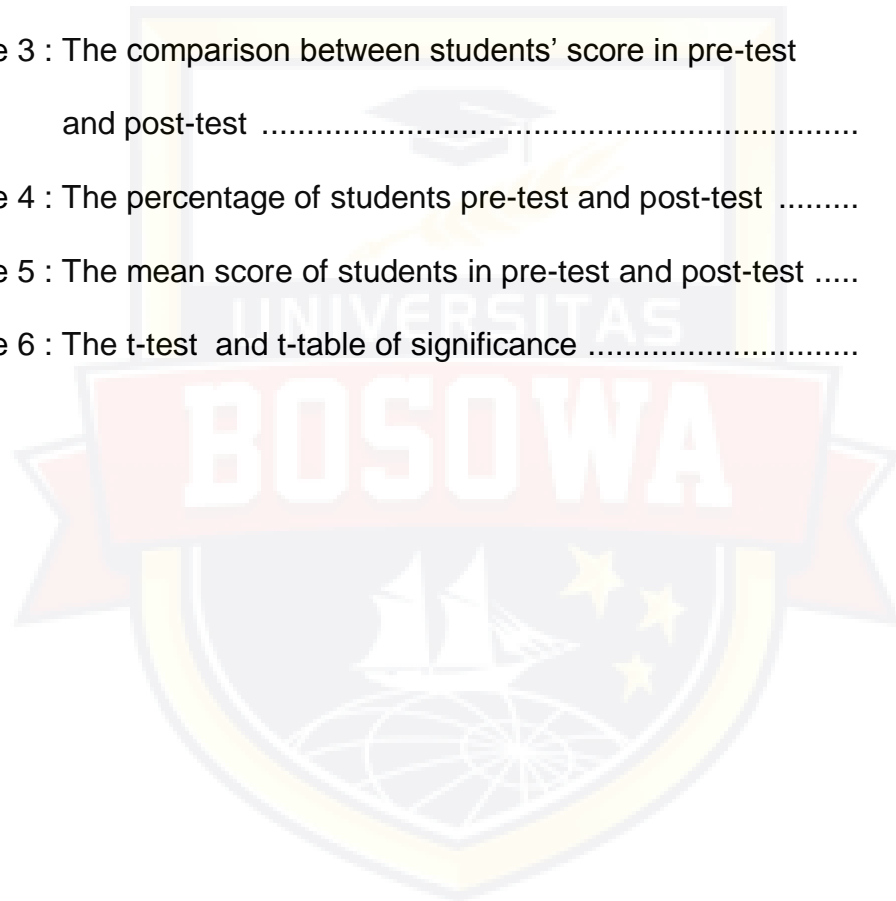 e 3 : The comparison between students’ score in pre-test
and post-test ..................................................................
e 4 : The percentage of students pre-test and post-test .........
e 5 : The mean score of students in pre-test and post-test .....
UNIVERSITAS
e 6 : The t-test  and t-table of significance ..............................
BOSOWA